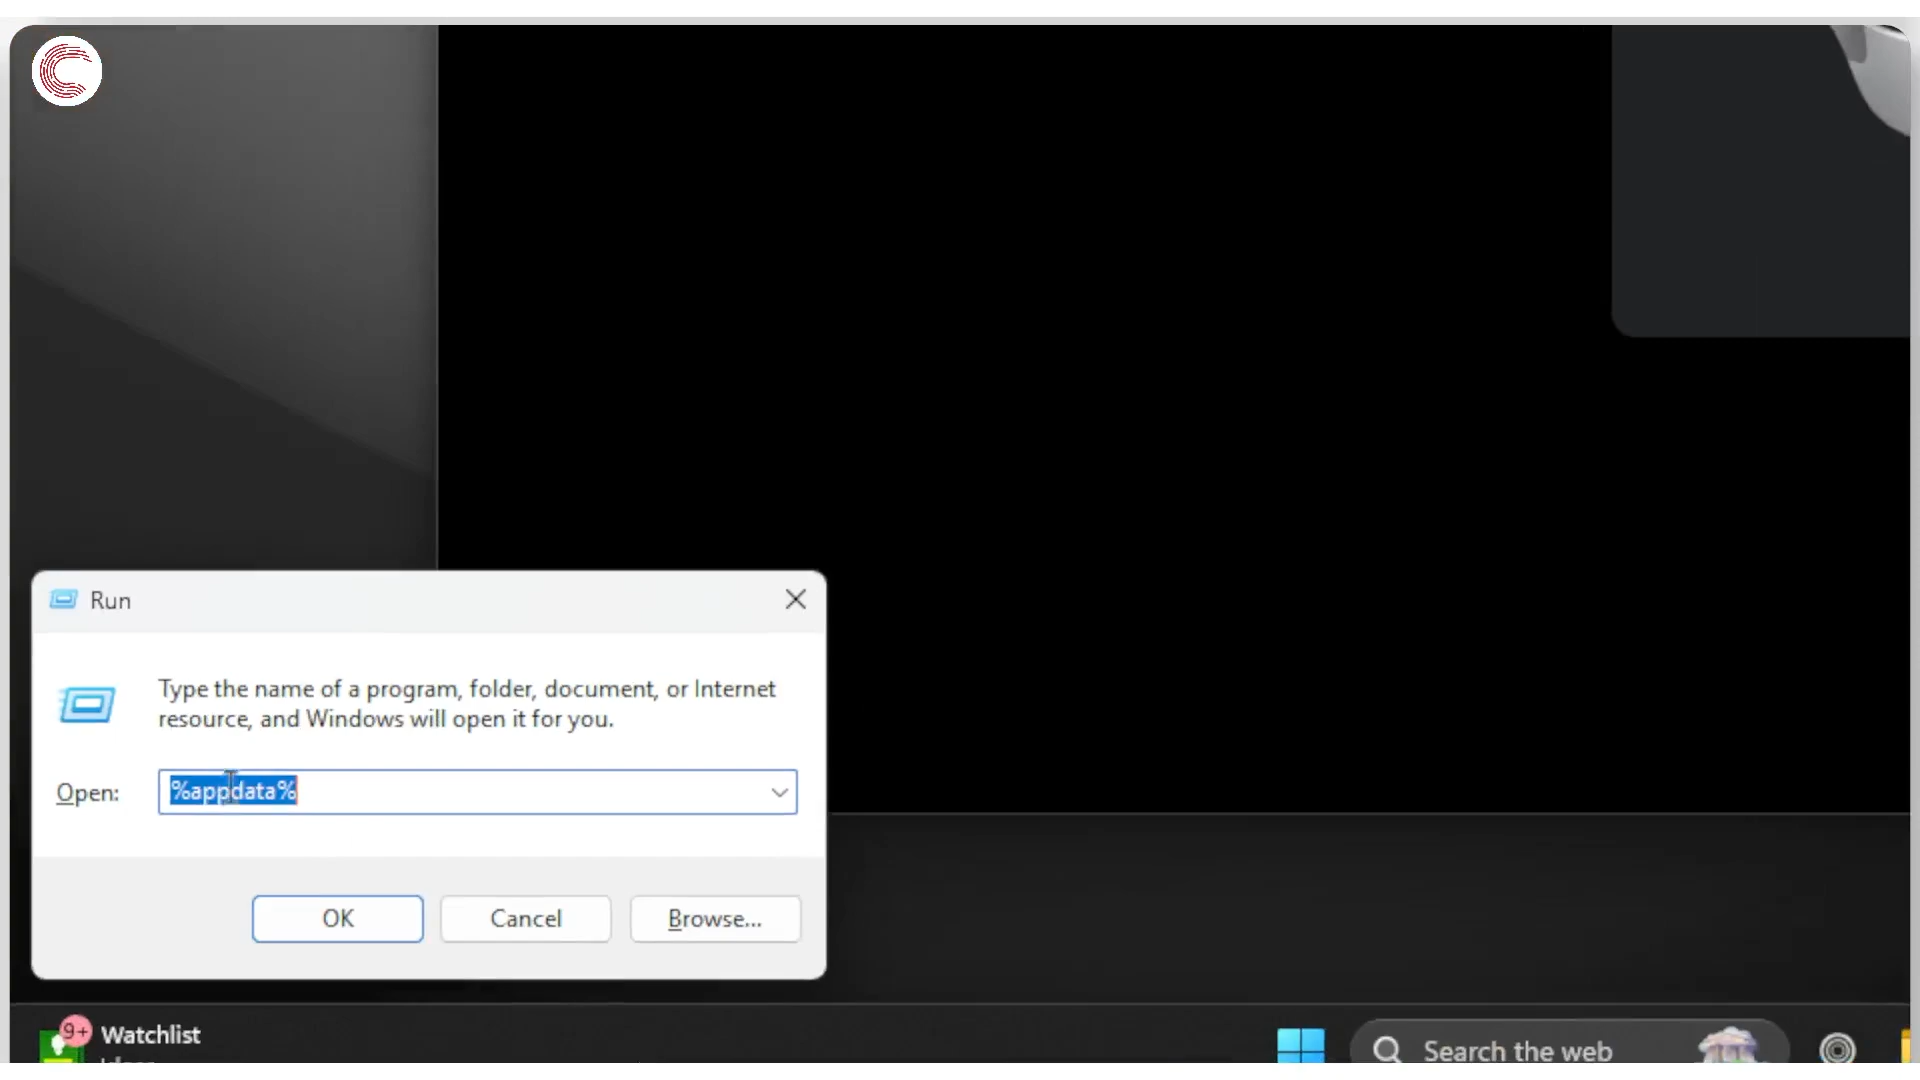 Run
Type the name of a program, folder, document, or Internet
resource, and Windows will open it for you.
Open:
%appdata%
OK
Cancel
Browse...
9+
Watchlist
Search the web